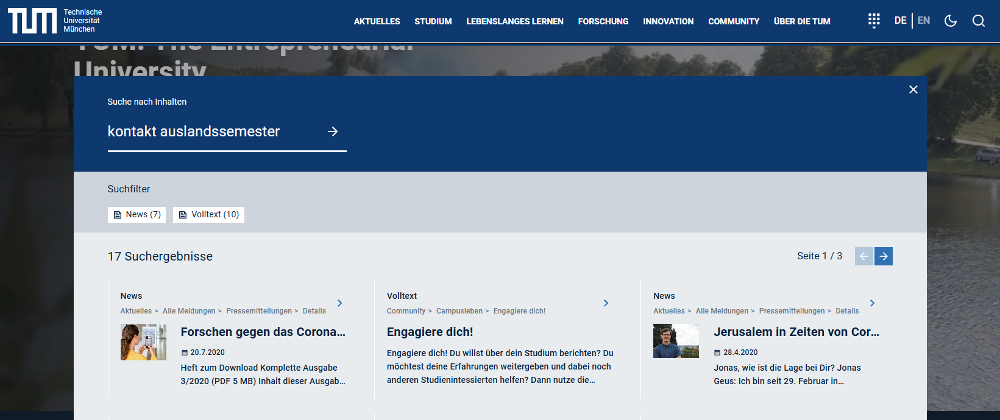 Technische
Universität
München
AKTUELLES STUDIUM LEBENSLANGES LERNEN FORSCHUNG INNOVATION COMMUNITY ÜBER DIE TUM
DE EN
TUM: The Entrepreneurial
University
Suche nach Inhalten
kontakt auslandssemester
Suchfilter
News (7) Volltext (10)
17 Suchergebnisse
Seite 1 / 3
News
Aktuelles > Alle Meldungen > Pressemitteilungen > Details
Forschen gegen das Corona...
20.7.2020
Heft zum Download Komplette Ausgabe
3/2020 (PDF 5 MB) Inhalt dieser Ausgab...
Volltext
Community > Campusleben > Engagiere dich!
Engagiere dich!
Engagiere dich! Du willst über dein Studium berichten? Du
möchtest deine Erfahrungen weitergeben und dabei noch
anderen Studienintessierten helfen? Dann nutze die...
News
Aktuelles > Alle Meldungen > Pressemitteilungen > Details
Jerusalem in Zeiten von Cor...
28.4.2020
Jonas, wie ist die Lage bei Dir? Jonas
Geus: Ich bin seit 29. Februar in...